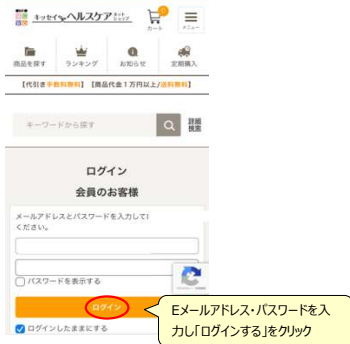 キッセイヘルスケア ネットショップ
0
カート
メニュー
商品を探す
ランキング
お知らせ
定期購入
【代引き手数料無料】【商品代金1万円以上/送料無料】
キーワードから探す
詳細
検索
ログイン
会員のお客様
メールアドレスとパスワードを入力して
ください。
パスワードを表示する
ログイン
ログインしたままにする
Eメールアドレス・パスワードを入
力し「ログインする」をクリック